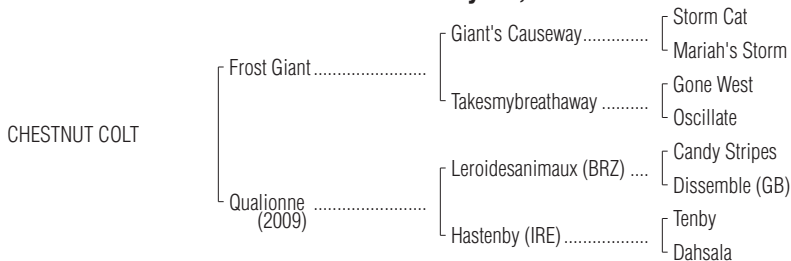 Storm Cat
Giant's Causeway..............
Mariah's Storm
Frost Giant........................
Gone West
Takesmybreathaway ..........
Oscillate
CHESTNUT COLT
Candy Stripes
Leroidesanimaux (BRZ) ....
Dissemble (GB)
Qualionne ........................
(2009)
Tenby
Hastenby (IRE)..................
Dahsala